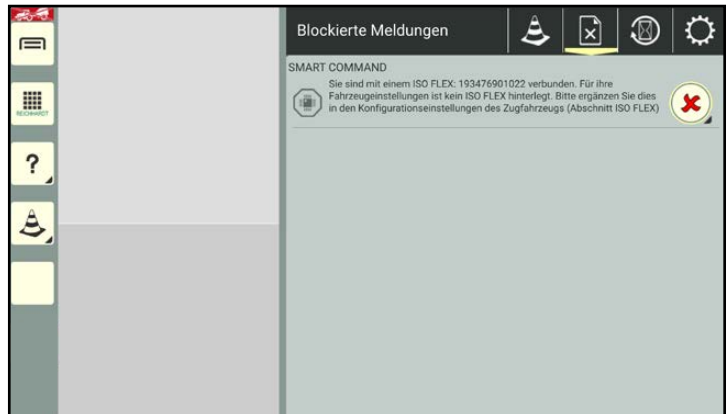 Blockierte Meldungen
SMART COMMAND
Sie sind mit einem ISO FLEX: 193476901022 verbunden. Für ihre
Fahrzeugeinstellungen ist kein ISO FLEX hinterlegt. Bitte ergänzen Sie dies
in den Konfigurationseinstellungen des Zugfahrzeugs (Abschnitt ISO FLEX)
REICHHARDT
?